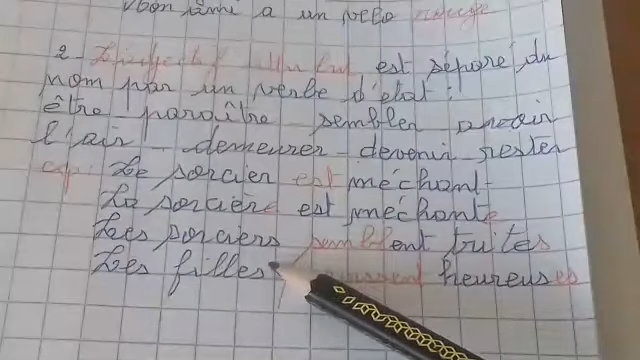 mon ami a un vélo rouge
2- L'adjectif attribut est séparé du
nom par un verbe d'état :
être - paraître - sembler - avoir
l'air - demeurer - devenir - rester
ex: Le sorcier est méchant
La sorcière est méchante
Les sorciers semblent tristes
Les filles heureuses